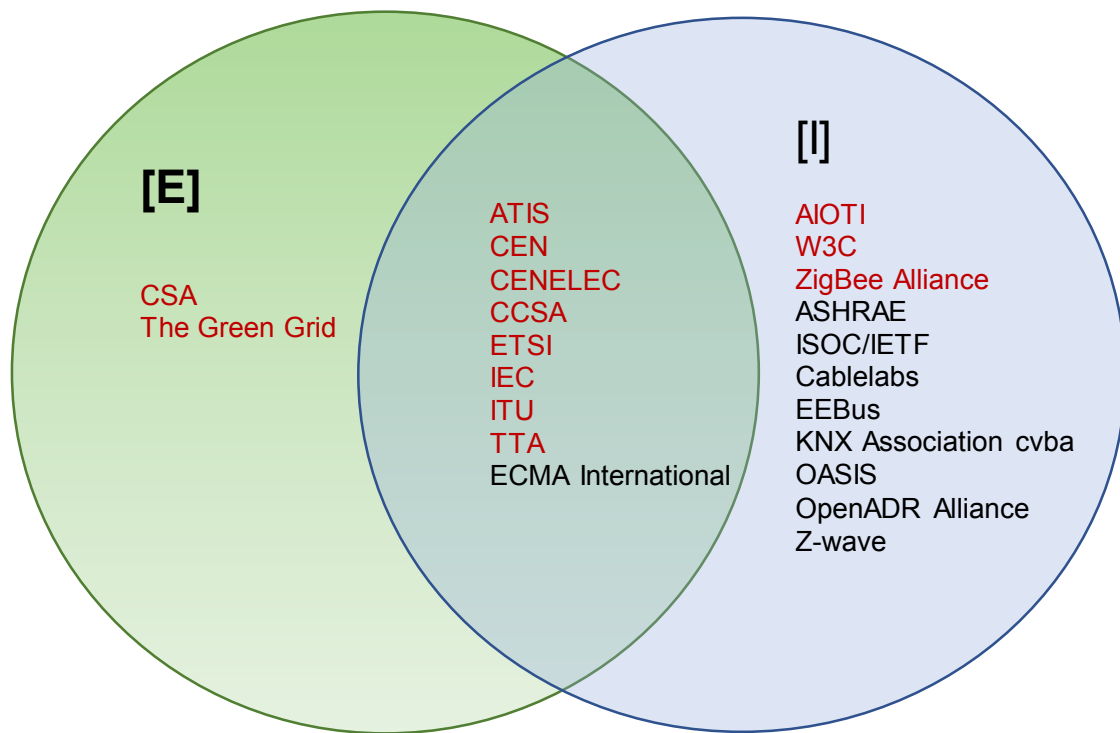 [E]
CSA
The Green Grid
ATIS
CEN
CENELEC
CCSA
ETSI
IEC
ITU
TTA
ECMA International
[I]
AIOTI
W3C
ZigBee Alliance
ASHRAE
ISOC/IETF
Cablelabs
EEBus
KNX Association cvba
OASIS
OpenADR Alliance
Z-wave